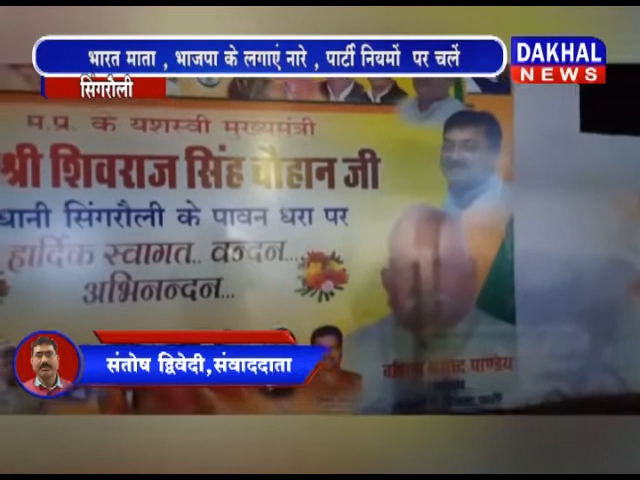 भारत माता , भाजपा के लगाएं नारे , पार्टी नियमों पर चलें
DAKHAL
NEWS
सिंगरौली
म.प्र. के यशस्वी मुख्यमंत्री
श्री शिवराज सिंह चौहान जी
धानी सिंगरौली के पावन धरा पर
हार्दिक स्वागत.. वन्दन...
अभिनन्दन...
पाण्डेय
संतोष द्विवेदी,संवाददाता